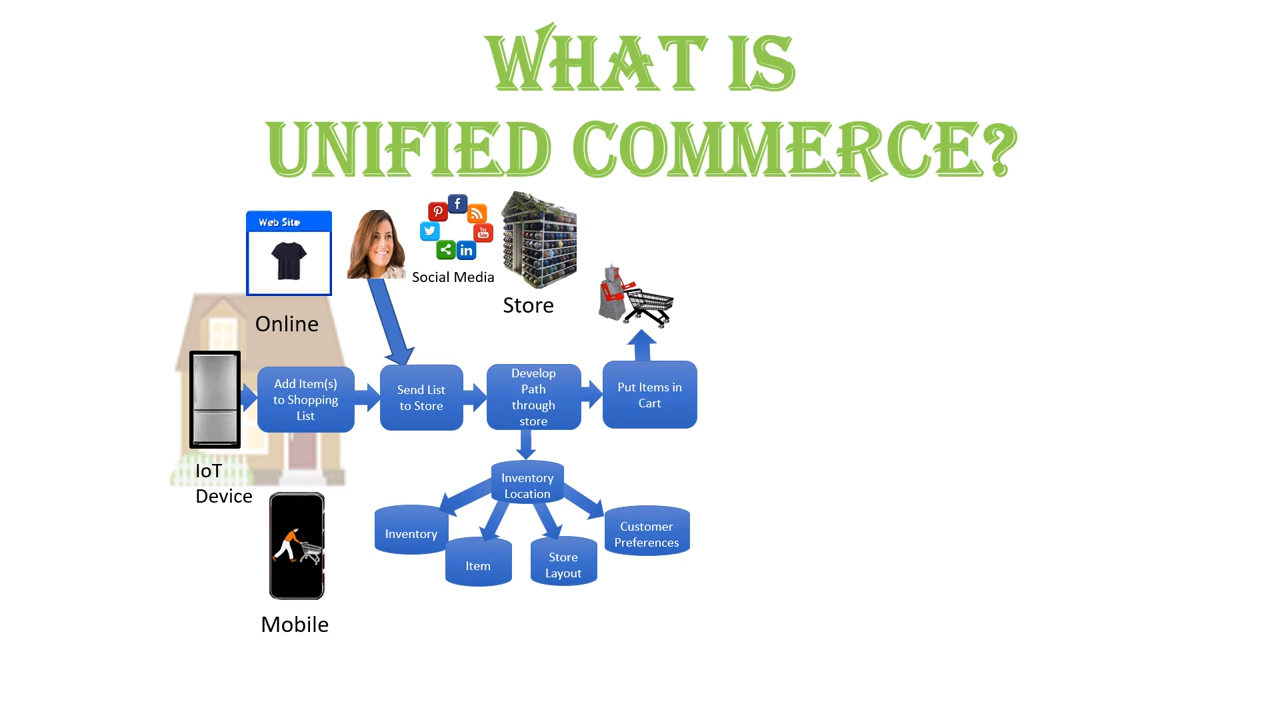 WHAT IS
UNIFIED COMMERCE?
Web Site
Online
Social Media
You
Tube
Store
Add Item(s)
to Shopping
List
Send List
to Store
Develop
Path
through
store
Put Items in
Cart
IoT
Device
Inventory
Location
Inventory
Item
Store
Layout
Customer
Preferences
Mobile